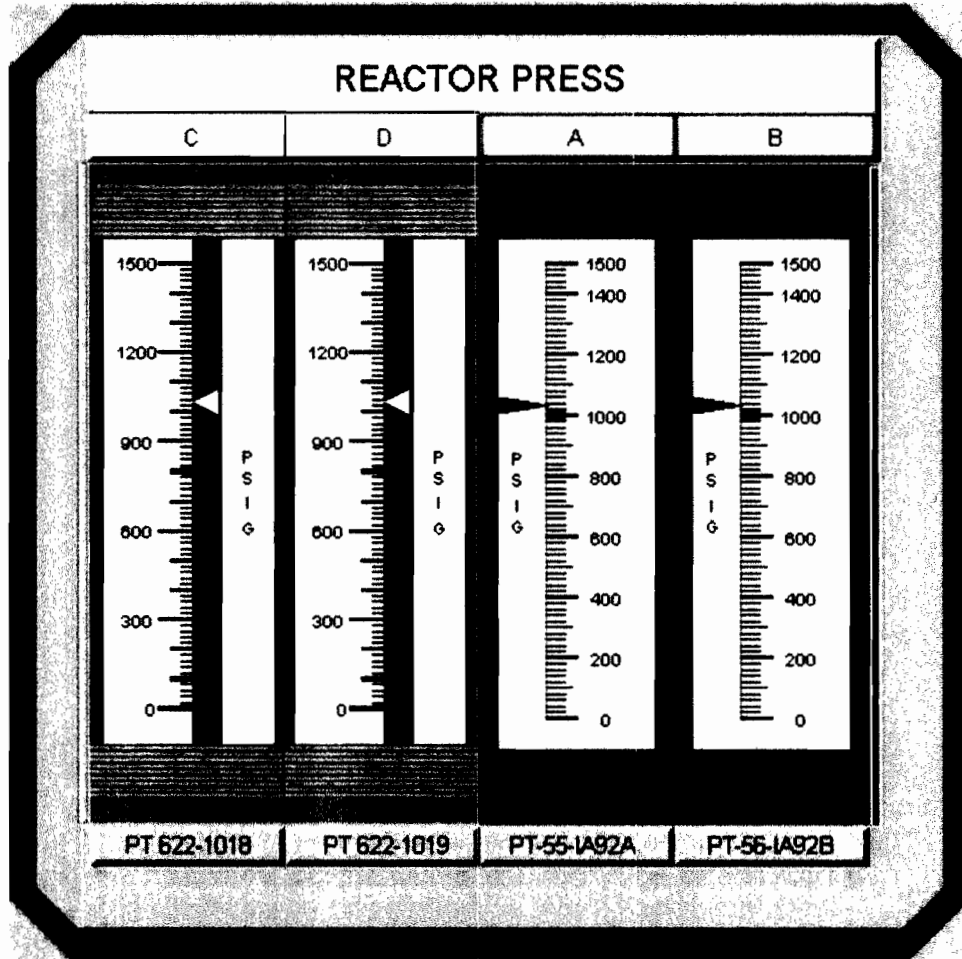 REACTOR PRESS
C D A B
1500 1500 1500 1500
1400 1400
1200 1200 1200 1200
1000 1000
900 900
P S I G P S I G P S I G P S I G
800 800
600 600 600 600
400 400
300 300
200 200
0 0 0 0
PT 622-1018 PT 622-1019 PT-55-IA92A PT-56-IA92B